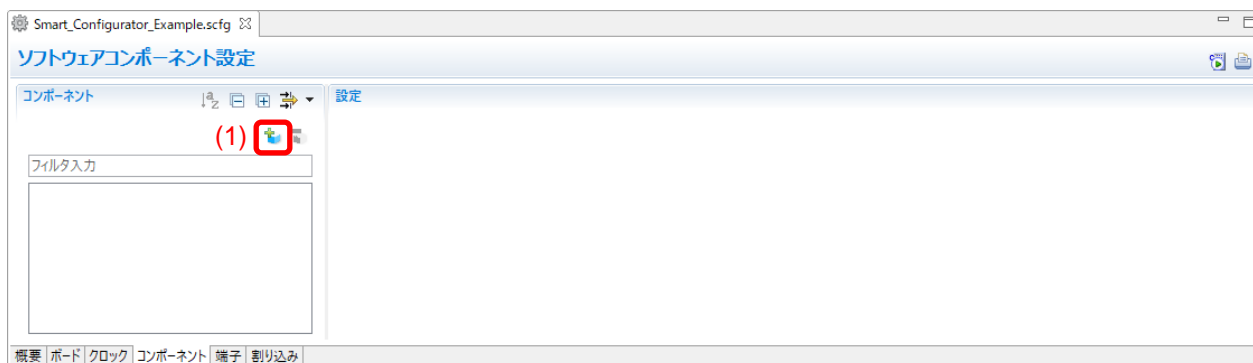 Smart_Configurator_Example.scfg
ソフトウェアコンポーネント設定
コンポーネント
設定
(1)
フィルタ入力
概要 ボード クロック コンポーネント 端子 割り込み